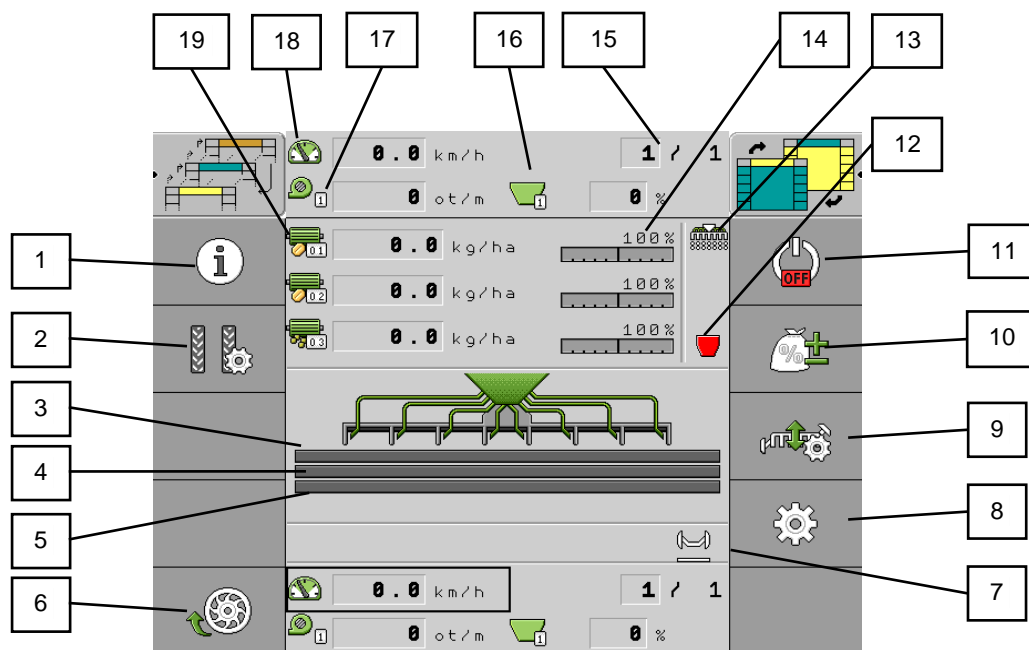 19 18 17 16 15 14 13
12
0.0 km/h 1 / 1
1 0 ot/m 1 0 %
01 0.0 kg/ha 100%
02 0.0 kg/ha 100%
03 0.0 kg/ha 100%
1 i OFF 11
2 % 10
3
4 9
5 8
6 7
0.0 km/h 1 / 1
1 0 ot/m 1 0 %